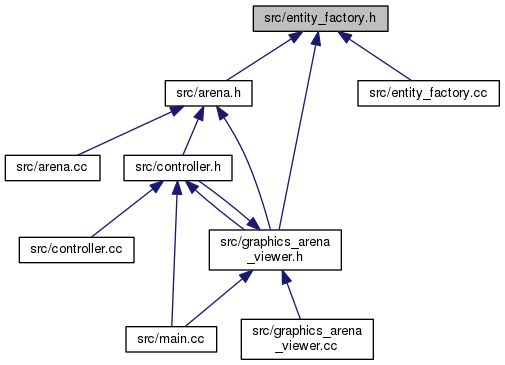 src/entity_factory.h
src/arena.h
src/entity_factory.cc
src/arena.cc
src/controller.h
src/controller.cc
src/graphics_arena
_viewer.h
src/main.cc
src/graphics_arena
_viewer.cc